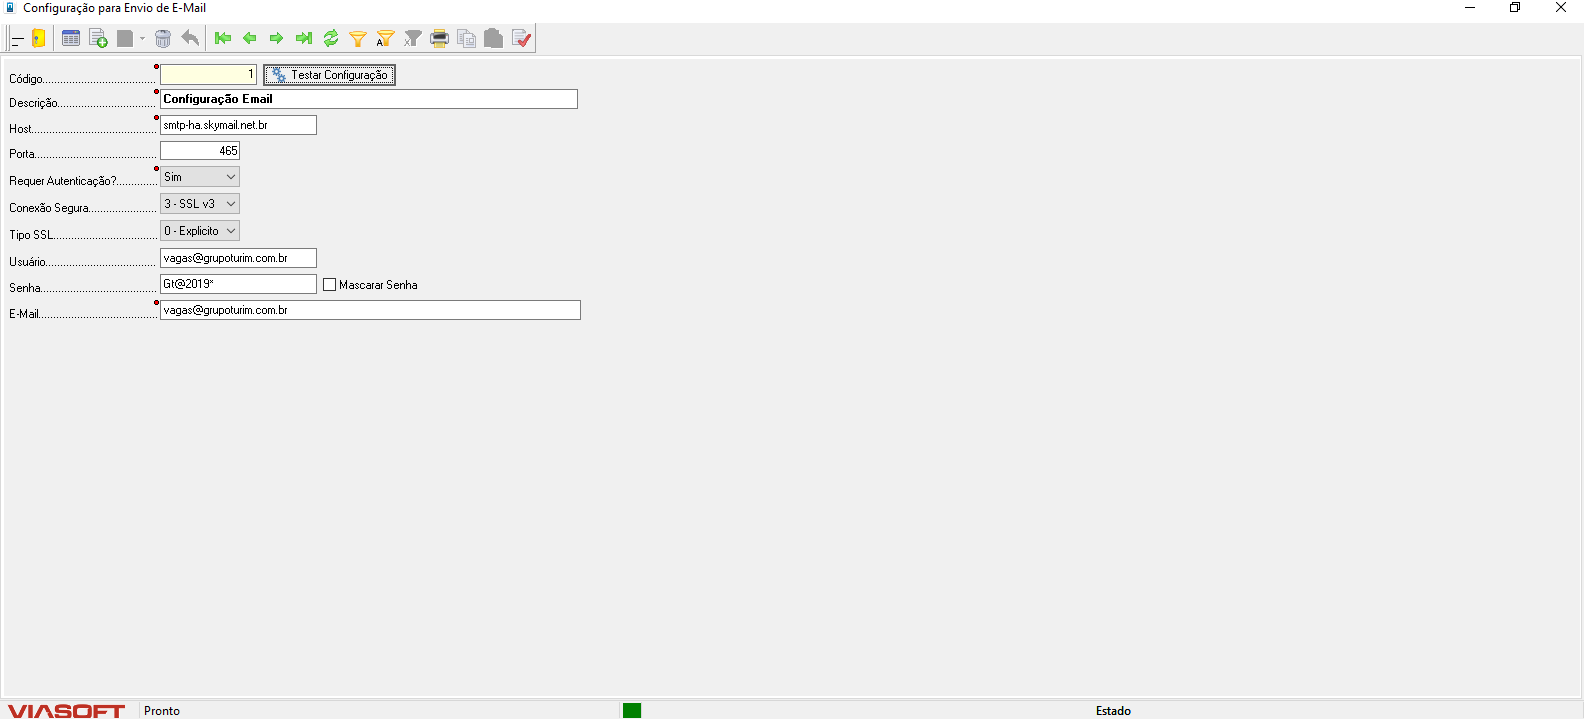 Configuração para Envio de E-Mail
Código 1 Testar Configuração
Descrição Configuração Email
Host smtp-ha.skymail.net.br
Porta 465
Requer Autenticação? Sim
Conexão Segura 3 - SSL v3
Tipo SSL 0 - Explicito
Usuário vagas@grupoturim.com.br
Senha Gt@2019* Mascarar Senha
E-Mail vagas@grupoturim.com.br
VIASOFT Pronto Estado